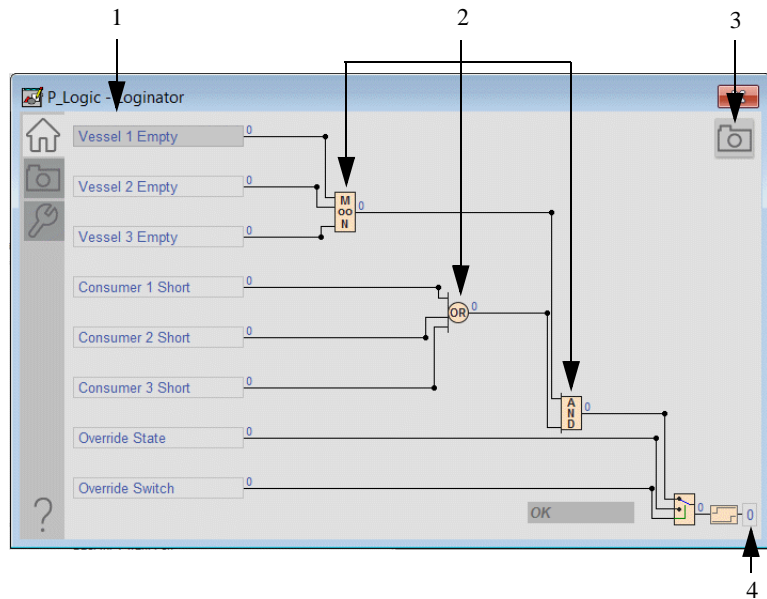 1
2
3
P_Logic - Loginator
Vessel 1 Empty 0
Vessel 2 Empty 0
Vessel 3 Empty 0
M
oo
N
0
Consumer 1 Short 0
OR 0
Consumer 2 Short 0
Consumer 3 Short 0
A
N
D
0
Override State 0
Override Switch 0
?
OK
0
0
4